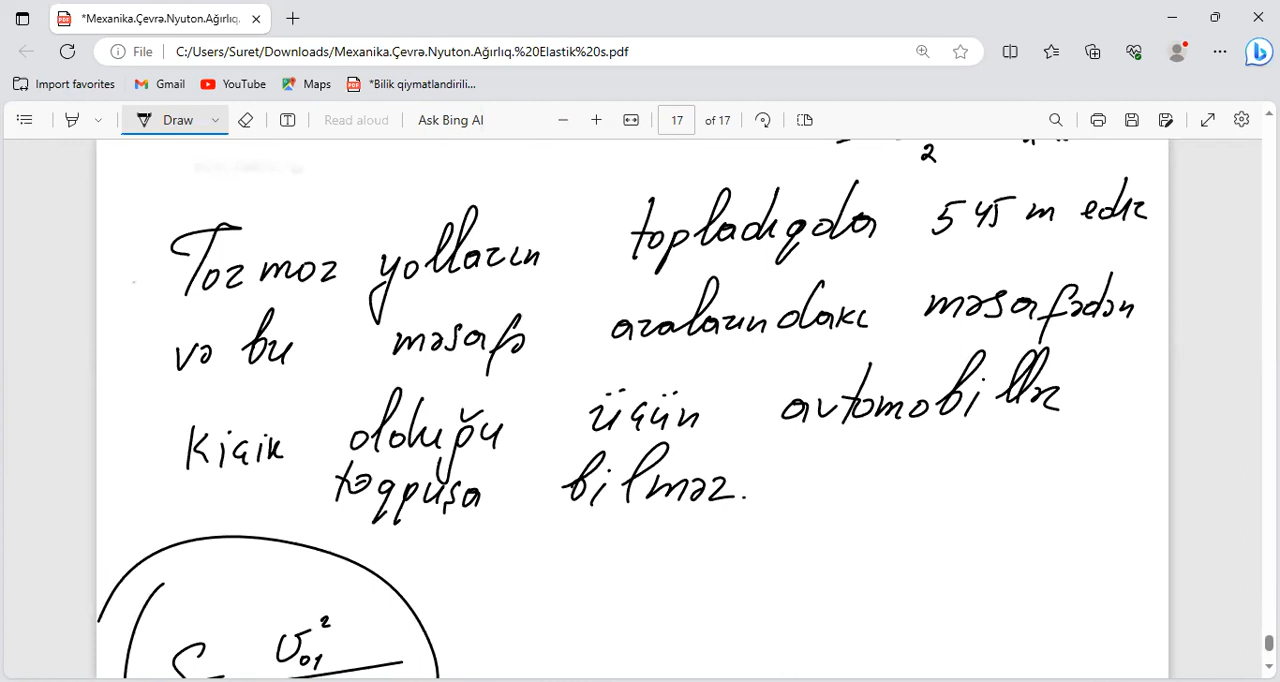 *Mexanika.Çevrə.Nyuton.Ağırlıq.
File C:/Users/Suret/Downloads/Mexanika.Çevrə.Nyuton.Ağırlıq.%20Elastik%20s.pdf
Import favorites Gmail YouTube Maps *Bilik qiymatlandirili...
Draw Read aloud Ask Bing AI 17 of 17
2
Tormoz yolların topladıqda 545 m edir
və bu məsafə aralarındakı məsafədən
kiçik olduğu üçün avtomobillər
toqquşa bilməz.
S υ₀₁²